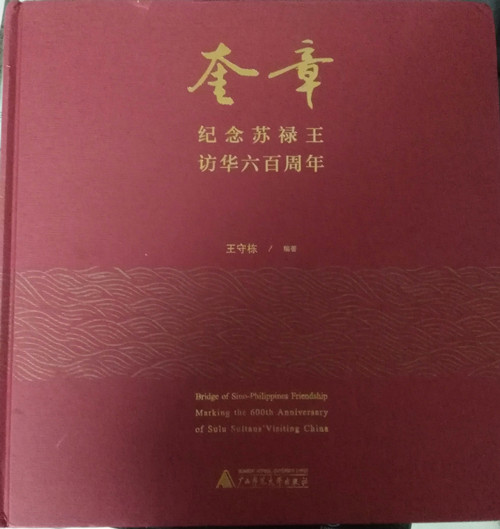 奎章
纪念苏禄王
访华六百周年
王守栋 / 编著
Bridge of Sino-Philippines Friendship
Marking the 600th Anniversary
of Sulu Sultans' Visiting China
广西师范大学出版社